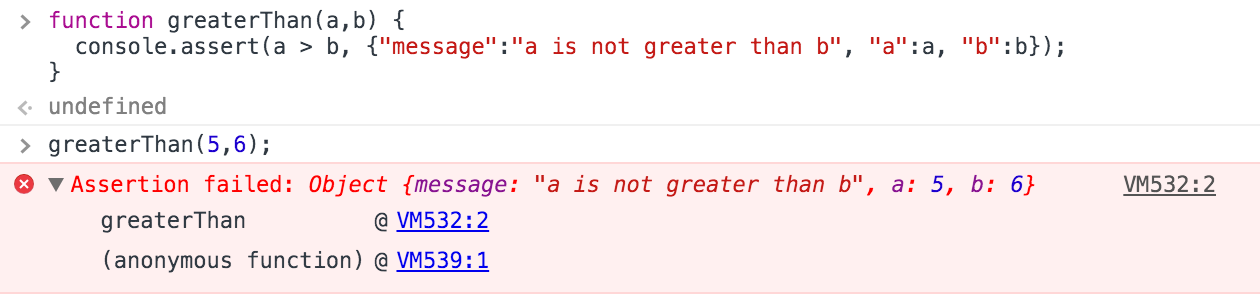 > function greaterThan(a,b) {
console.assert(a > b, {"message":"a is not greater than b", "a":a, "b":b});
}
undefined
> greaterThan(5,6);
▼ Assertion failed: Object {message: "a is not greater than b", a: 5, b: 6} VM532:2
greaterThan @ VM532:2
(anonymous function) @ VM539:1